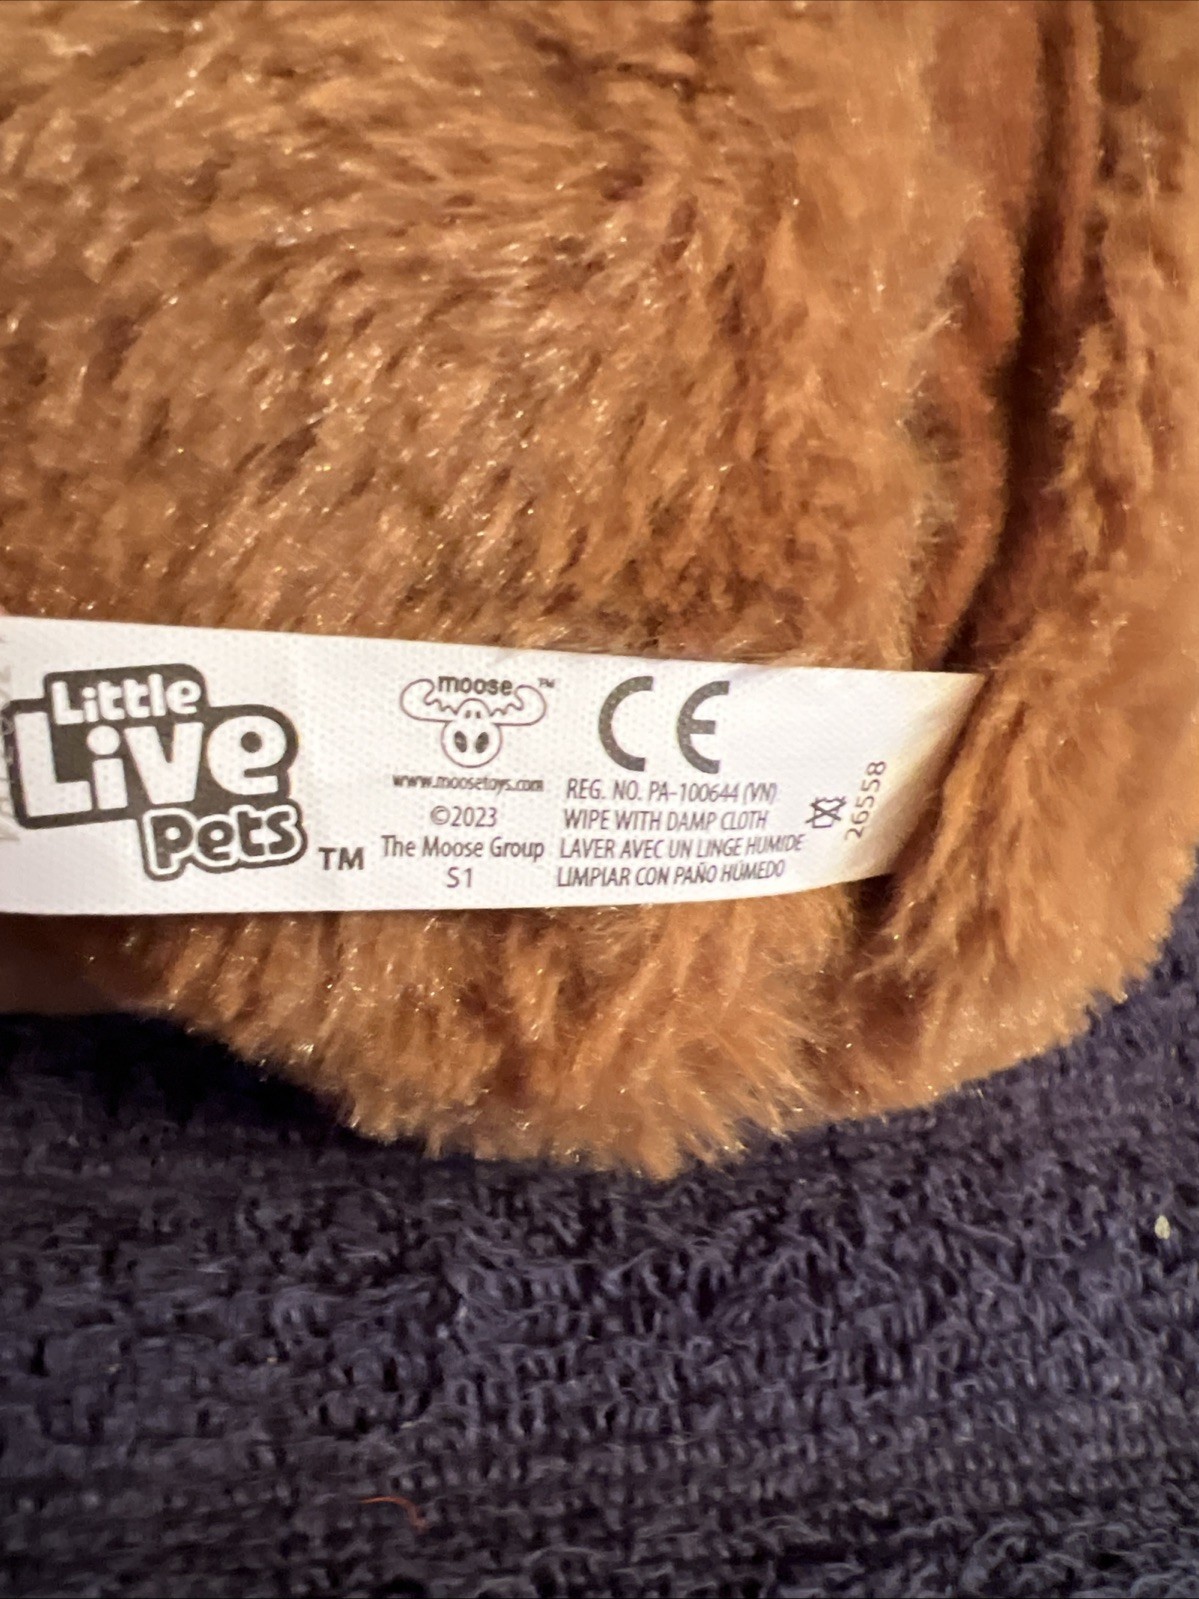 Little
Live
Pets
TM
moose TM
www.moosetoys.com
©2023
The Moose Group
S1
CE
REG. NO. PA-100644 (VN)
WIPE WITH DAMP CLOTH
LAVER AVEC UN LINGE HUMIDE
LIMPIAR CON PAÑO HÚMEDO
26558